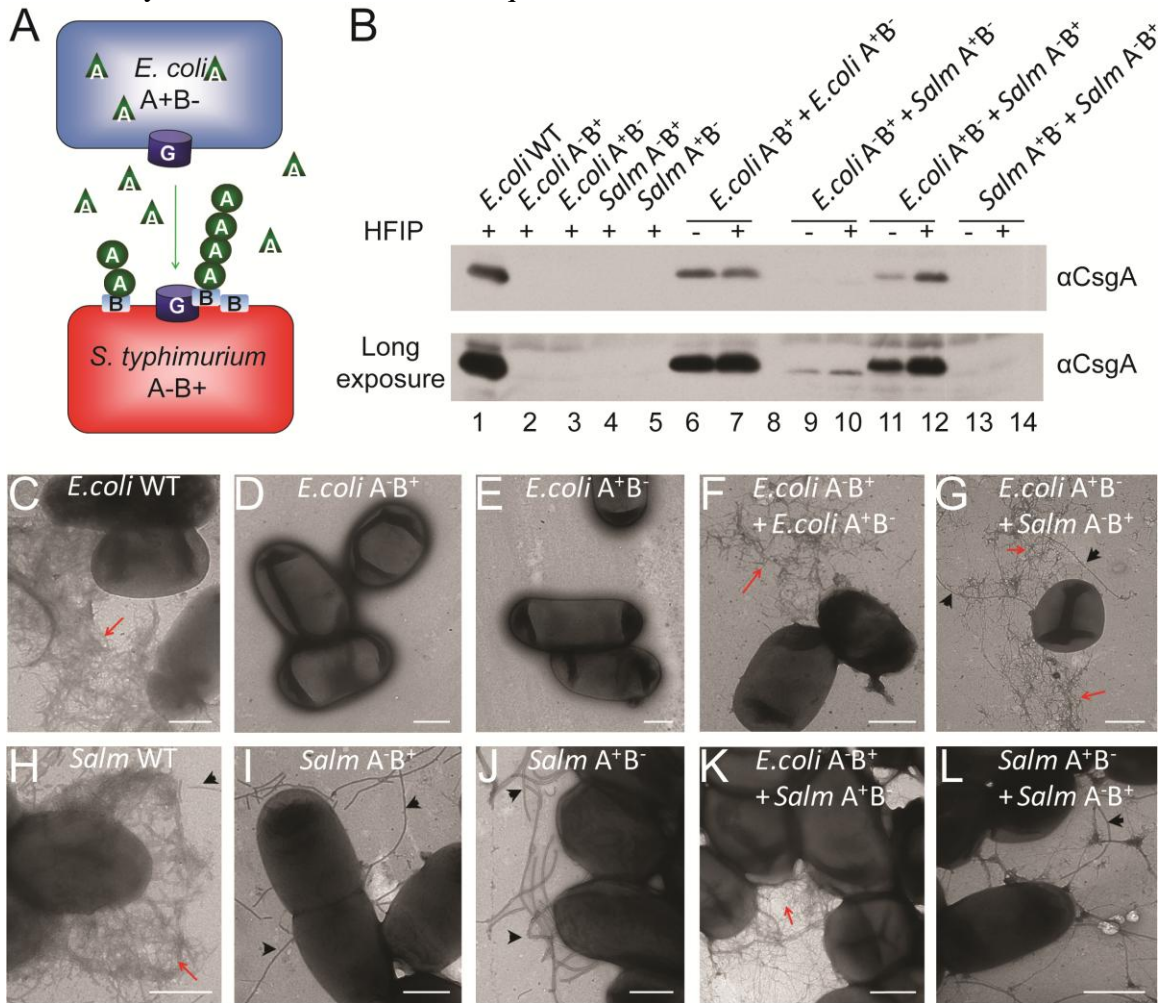 A
E. coli
A+B-
A
A
A
G
A
A
A
A
A
A
A
A
A
A
A
B
G
B
B
S. typhimurium
A-B+
B
E.coli WT
E.coli A⁻B⁺
E.coli A⁺B⁻
Salm A⁻B⁺
Salm A⁺B⁻
E.coli A⁻B⁺ + E.coli A⁺B⁻
E.coli A⁻B⁺ + Salm A⁺B⁻
E.coli A⁺B⁻ + Salm A⁻B⁺
Salm A⁺B⁻ + Salm A⁻B⁺
HFIP + + + + + - + - + - + - +
αCsgA
Long
exposure
αCsgA
1 2 3 4 5 6 7 8 9 10 11 12 13 14
C E.coli WT
D E.coli A⁻B⁺
E E.coli A⁺B⁻
F E.coli A⁻B⁺
+ E.coli A⁺B⁻
G E.coli A⁺B⁻
+ Salm A⁻B⁺
H Salm WT
I Salm A⁻B⁺
J Salm A⁺B⁻
K E.coli A⁻B⁺
+ Salm A⁺B⁻
L Salm A⁺B⁻
+ Salm A⁻B⁺